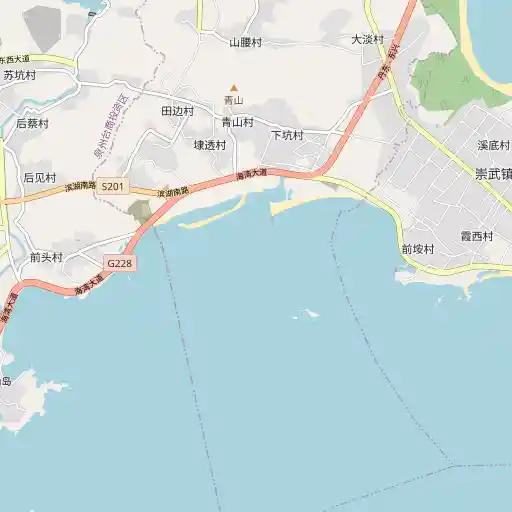 山腰村
大淡村
东西大道
苏坑村
丹东-东兴
青山
田边村
后蔡村
青山村
泉州台商投资区
下坑村
埭透村
溪底村
后见村
滨湖南路
S201
滨湖南路
海湾大道
崇武镇
霞西村
前垵村
前头村
G228
海湾大道
海湾大道
岛